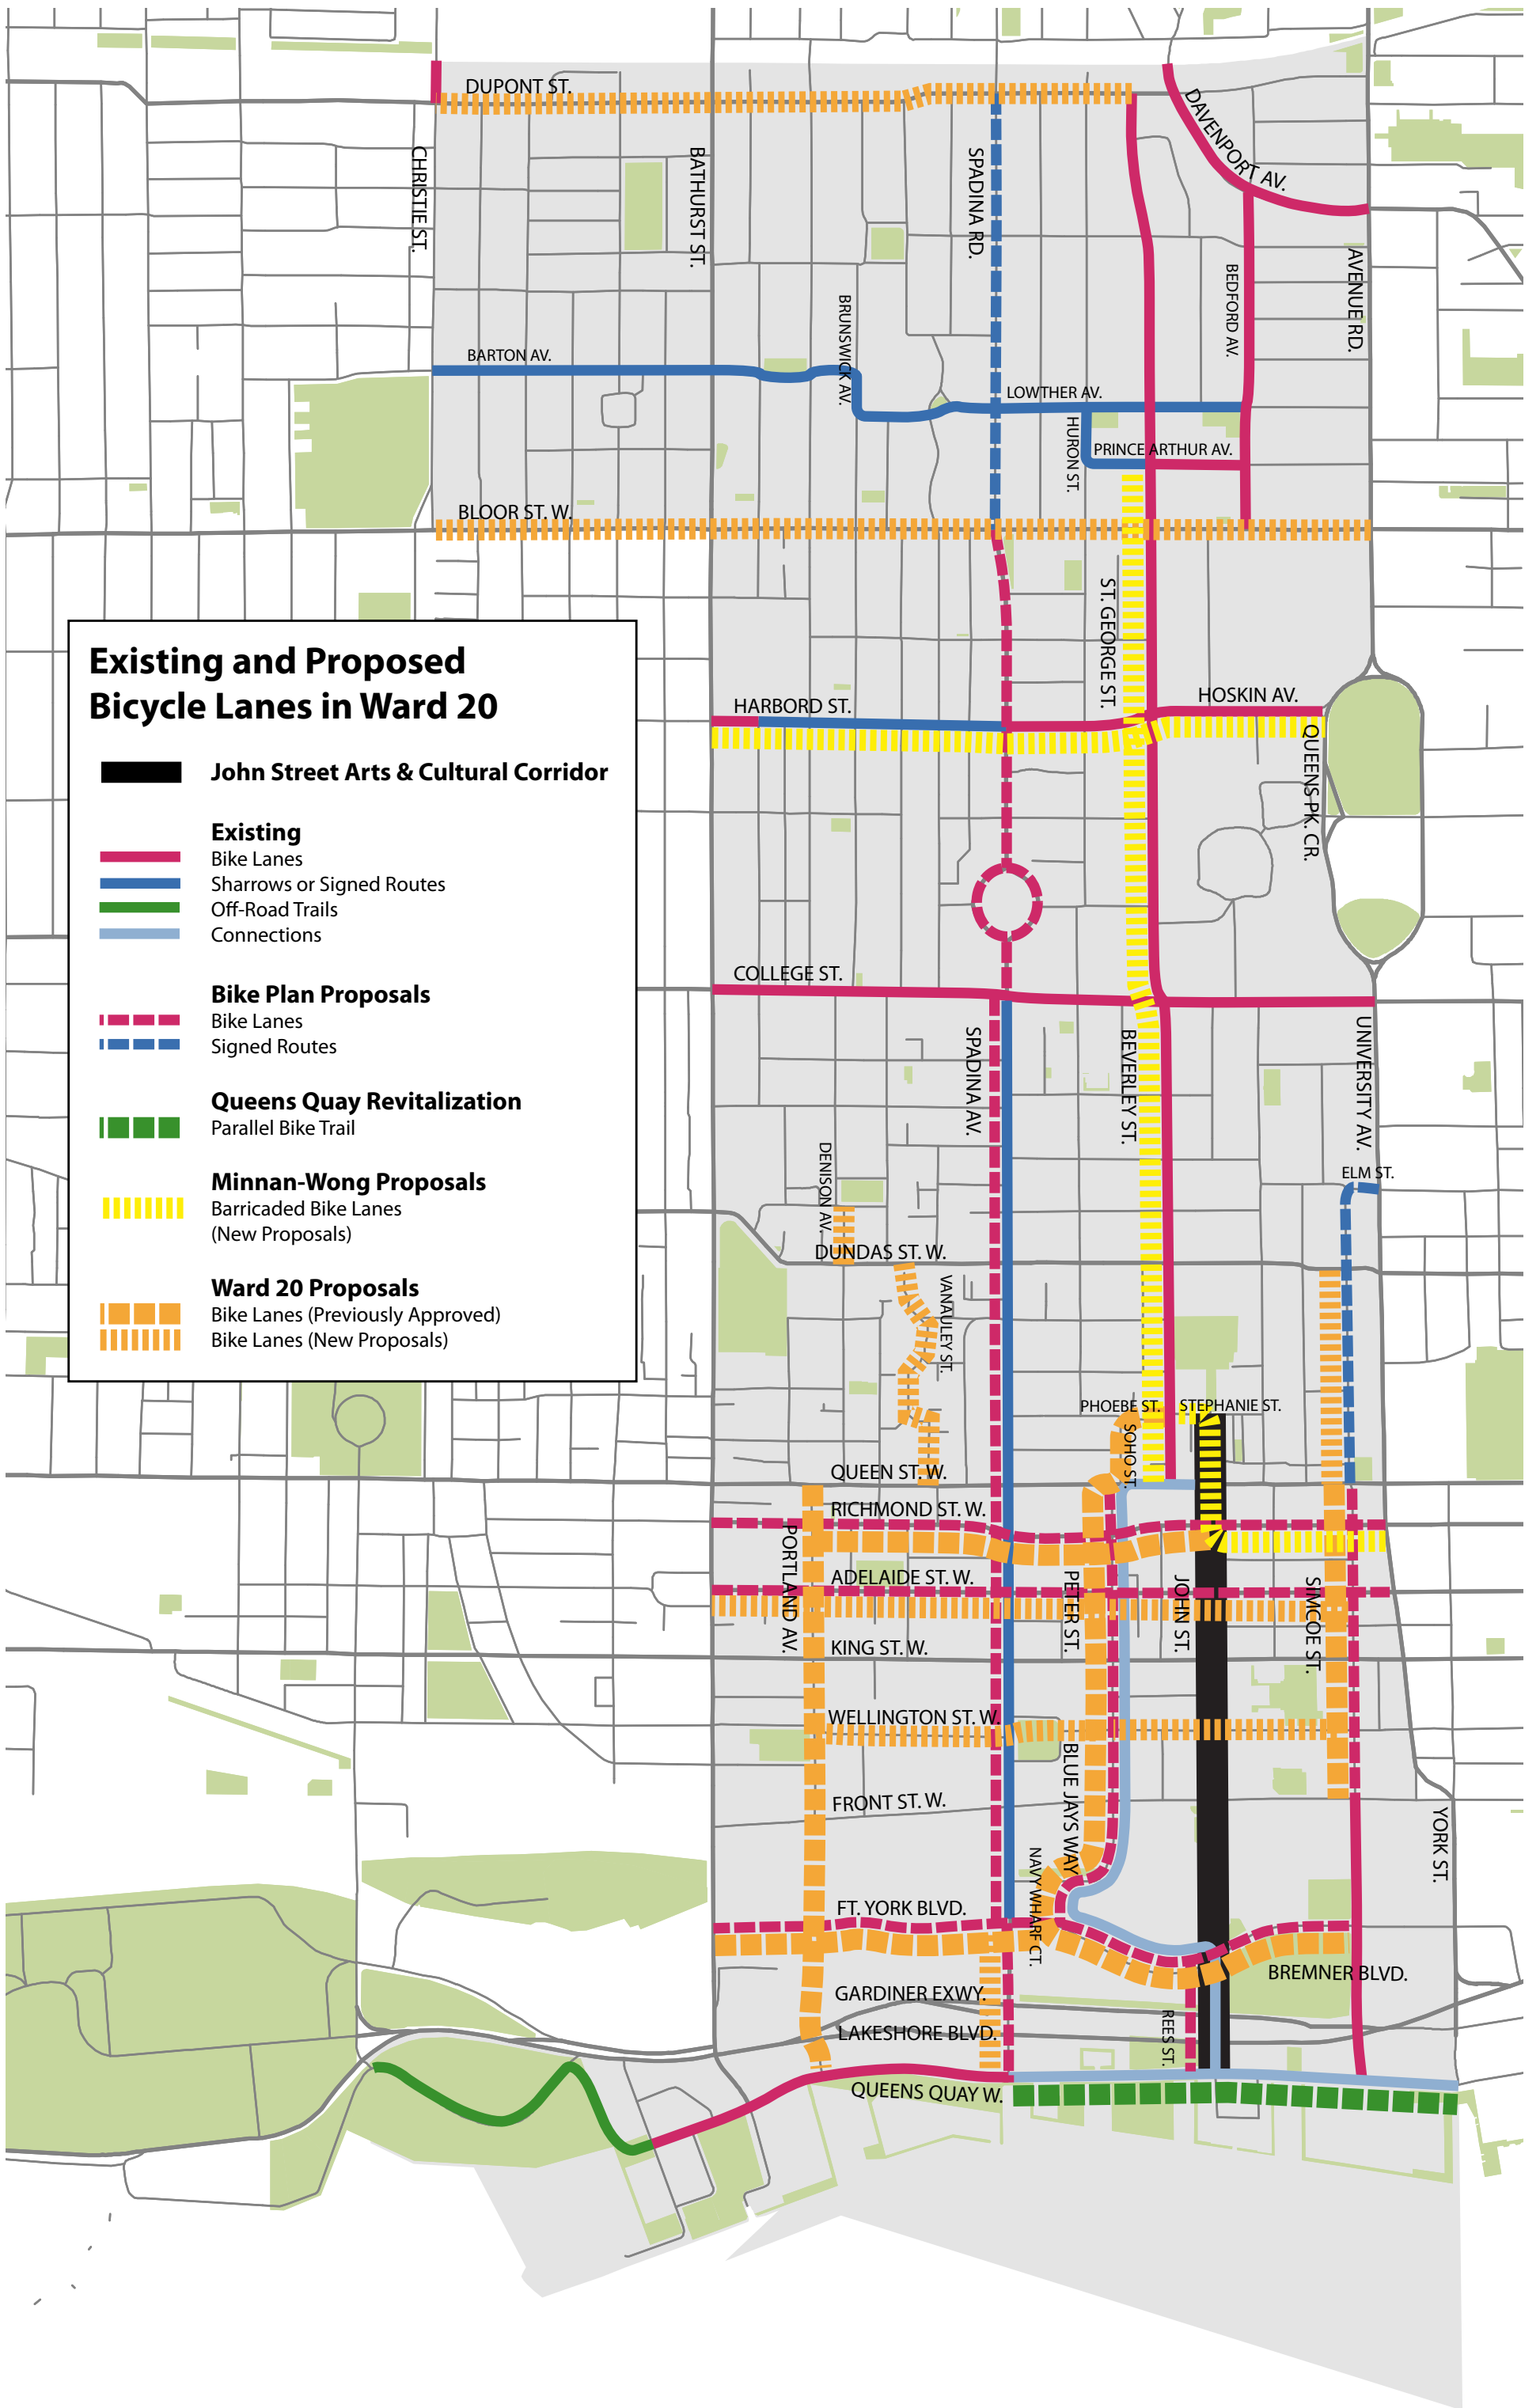 DUPONT ST.
DAVENPORT AV.
CHRISTIE ST.
BATHURST ST.
SPADINA RD.
BEDFORD AV.
AVENUE RD.
BRUNSWICK AV.
BARTON AV.
LOWTHER AV.
HURON ST.
PRINCE ARTHUR AV.
BLOOR ST. W.
ST. GEORGE ST.
HARBORD ST.
HOSKIN AV.
QUEENS PK. CR.
Existing and Proposed
Bicycle Lanes in Ward 20
John Street Arts & Cultural Corridor
Existing
Bike Lanes
Sharrows or Signed Routes
Off-Road Trails
Connections
Bike Plan Proposals
Bike Lanes
Signed Routes
Queens Quay Revitalization
Parallel Bike Trail
Minnan-Wong Proposals
Barricaded Bike Lanes
(New Proposals)
Ward 20 Proposals
Bike Lanes (Previously Approved)
Bike Lanes (New Proposals)
COLLEGE ST.
SPADINA AV.
BEVERLEY ST.
UNIVERSITY AV.
DENISON AV.
ELM ST.
DUNDAS ST. W.
VANAULEY ST.
PHOEBE ST.
STEPHANIE ST.
SOHO ST.
QUEEN ST. W.
RICHMOND ST. W.
PORTLAND AV.
ADELAIDE ST. W.
PETER ST.
JOHN ST.
SIMCOE ST.
KING ST. W.
WELLINGTON ST. W.
BLUE JAYS WAY
FRONT ST. W.
YORK ST.
NAVY WHARF CT.
FT. YORK BLVD.
BREMNER BLVD.
GARDINER EXWY.
LAKESHORE BLVD.
REES ST.
QUEENS QUAY W.